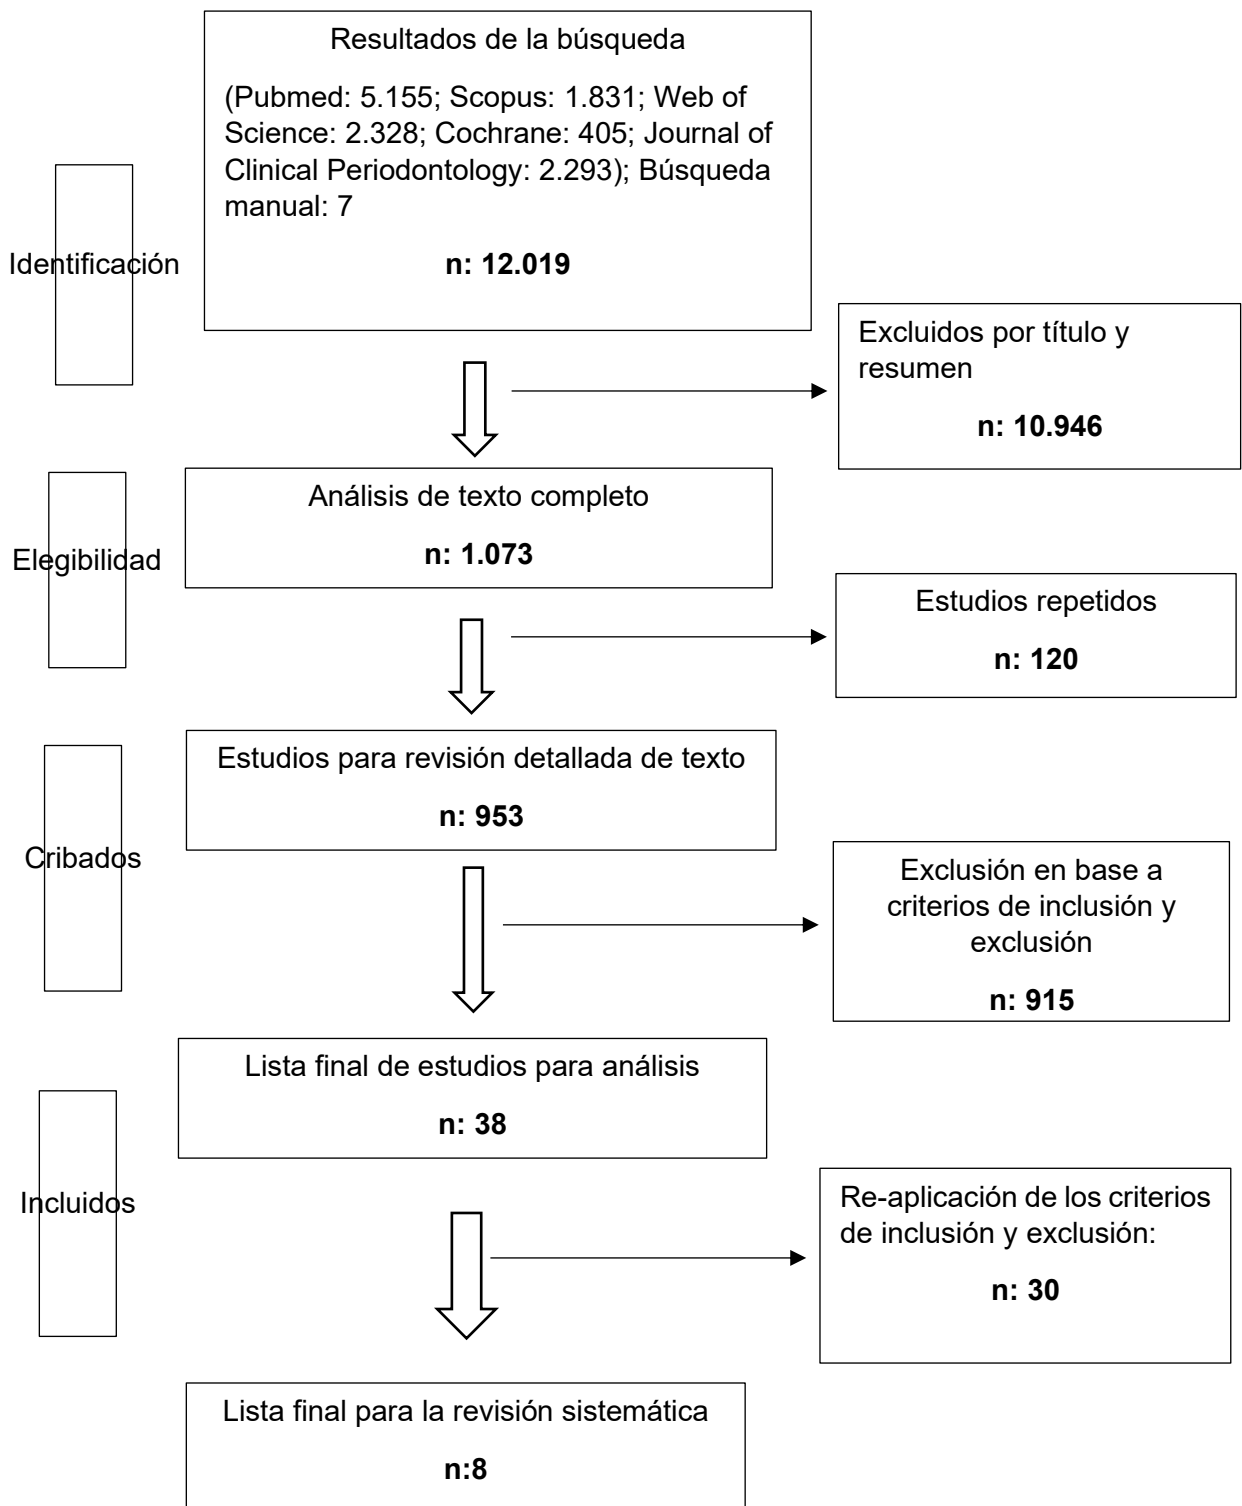 Resultados de la búsqueda
(Pubmed: 5.155; Scopus: 1.831; Web of
Science: 2.328; Cochrane: 405; Journal of
Clinical Periodontology: 2.293); Búsqueda
manual: 7
n: 12.019
Identificación
Excluidos por título y
resumen
n: 10.946
Análisis de texto completo
n: 1.073
Elegibilidad
Estudios repetidos
n: 120
Estudios para revisión detallada de texto
n: 953
Cribados
Exclusión en base a
criterios de inclusión y
exclusión
n: 915
Lista final de estudios para análisis
n: 38
Incluidos
Re-aplicación de los criterios
de inclusión y exclusión:
n: 30
Lista final para la revisión sistemática
n:8